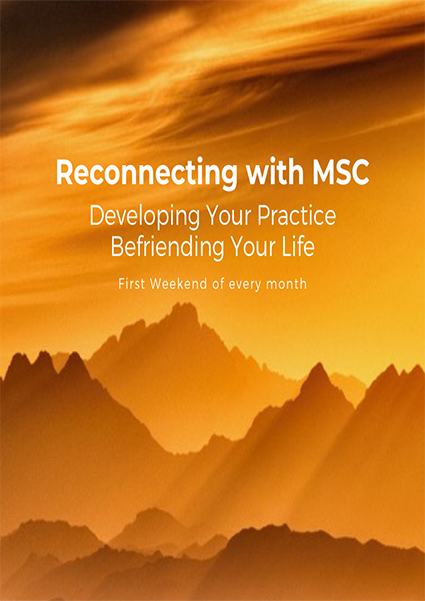 Reconnecting with MSC
Developing Your Practice
Befriending Your Life
First Weekend of every month